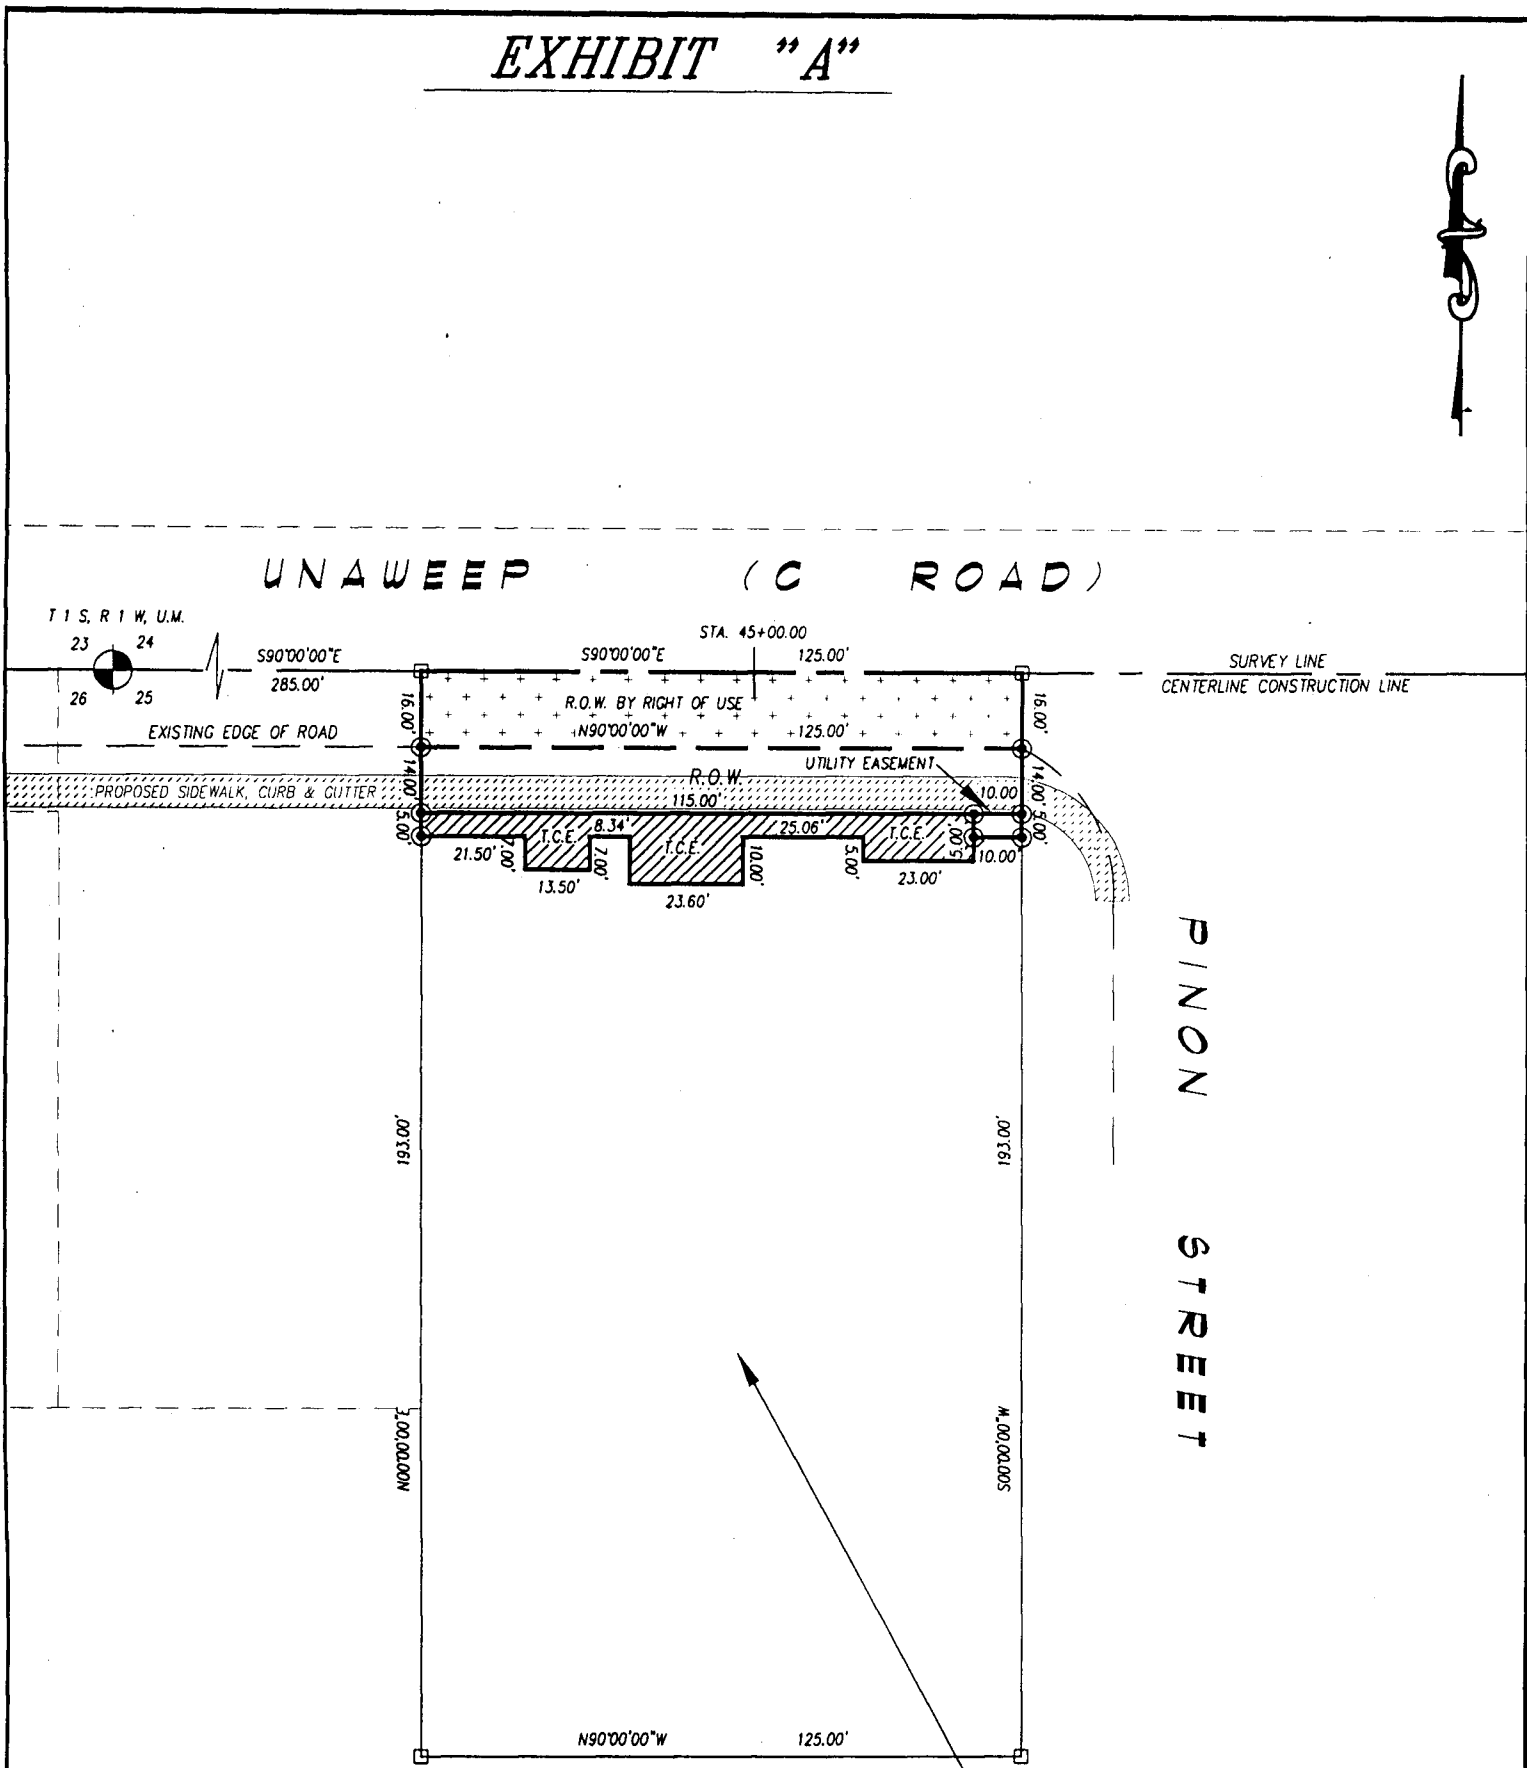 EXHIBIT "A"
UNAWEEP (C ROAD)
T 1 S, R 1 W, U.M.
23 24
26 25
STA. 45+00.00
S90°00'00"E
285.00'
S90°00'00"E 125.00'
SURVEY LINE
CENTERLINE CONSTRUCTION LINE
16.00'
R.O.W. BY RIGHT OF USE
16.00'
EXISTING EDGE OF ROAD
N90°00'00"W 125.00'
UTILITY EASEMENT
14.00'
R.O.W.
14.00'
PROPOSED SIDEWALK, CURB & GUTTER
115.00'
10.00
5.00'
T.C.E.
8.34'
T.C.E.
25.06'
T.C.E.
5.00'
5.00'
21.50'
7.00'
7.00'
10.00'
5.00'
10.00'
13.50'
23.60'
23.00'
PINON STREET
193.00'
193.00'
N00°00'00"E
S00°00'00"W
N90°00'00"W 125.00'